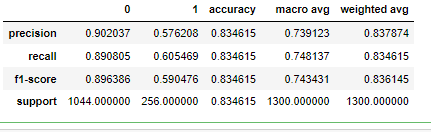 0 1 accuracy macro avg weighted avg
precision 0.902037 0.576208 0.834615 0.739123 0.837874
recall 0.890805 0.605469 0.834615 0.748137 0.834615
f1-score 0.896386 0.590476 0.834615 0.743431 0.836145
support 1044.000000 256.000000 0.834615 1300.000000 1300.000000